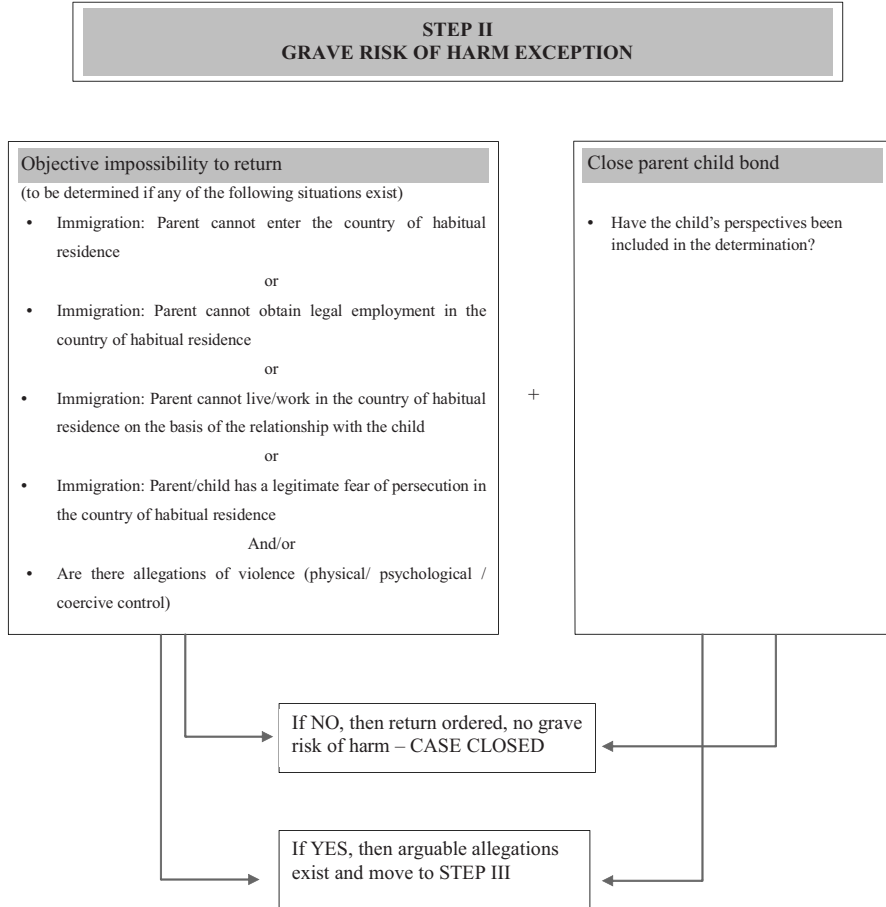 STEP II
GRAVE RISK OF HARM EXCEPTION
Objective impossibility to return
(to be determined if any of the following situations exist)
• Immigration: Parent cannot enter the country of habitual
residence
or
• Immigration: Parent cannot obtain legal employment in the
country of habitual residence
or
• Immigration: Parent cannot live/work in the country of habitual
residence on the basis of the relationship with the child
or
• Immigration: Parent/child has a legitimate fear of persecution in
the country of habitual residence
And/or
• Are there allegations of violence (physical/ psychological /
coercive control)
+
Close parent child bond
• Have the child’s perspectives been
included in the determination?
If NO, then return ordered, no grave
risk of harm – CASE CLOSED
If YES, then arguable allegations
exist and move to STEP III